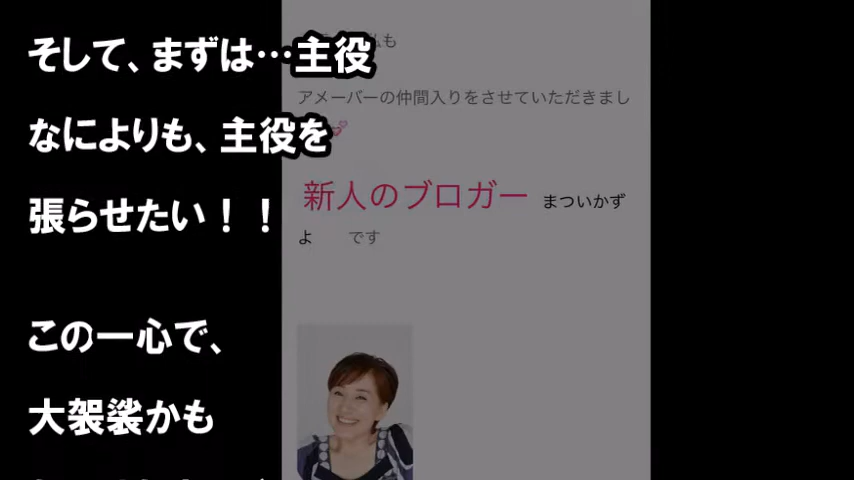 そして、まずは…主役
なによりも、主役を
張らせたい！！
この一心で、
大袈裟かも
私も
アメーバーの仲間入りをさせていただきまし
新人のブロガー まついかず
よ です